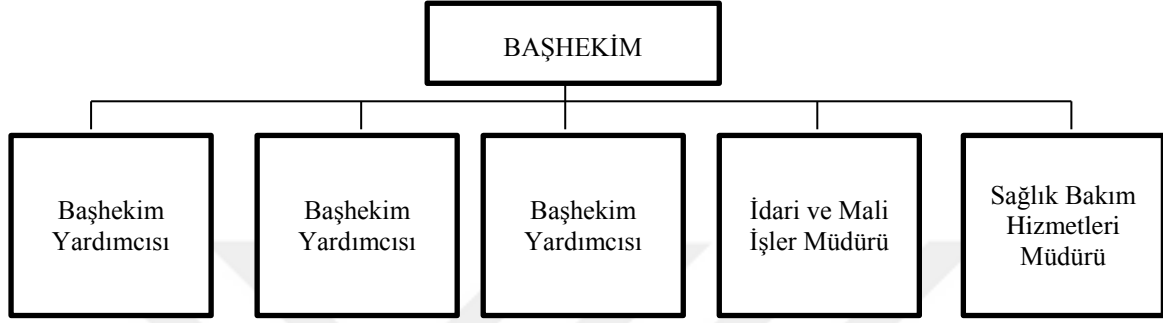 BAŞHEKİM
Başhekim
Yardımcısı
Başhekim
Yardımcısı
Başhekim
Yardımcısı
İdari ve Mali
İşler Müdürü
Sağlık Bakım
Hizmetleri
Müdürü